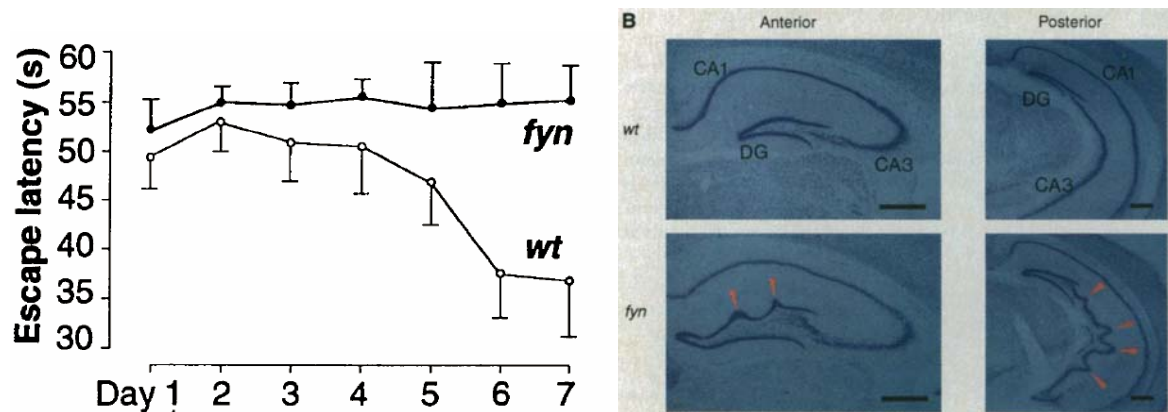 Escape latency (s)
60
55
50
45
40
35
30
fyn
wt
Day 1 2 3 4 5 6 7
B
Anterior Posterior
wt
CA1
DG
CA3
CA1
DG
CA3
fyn